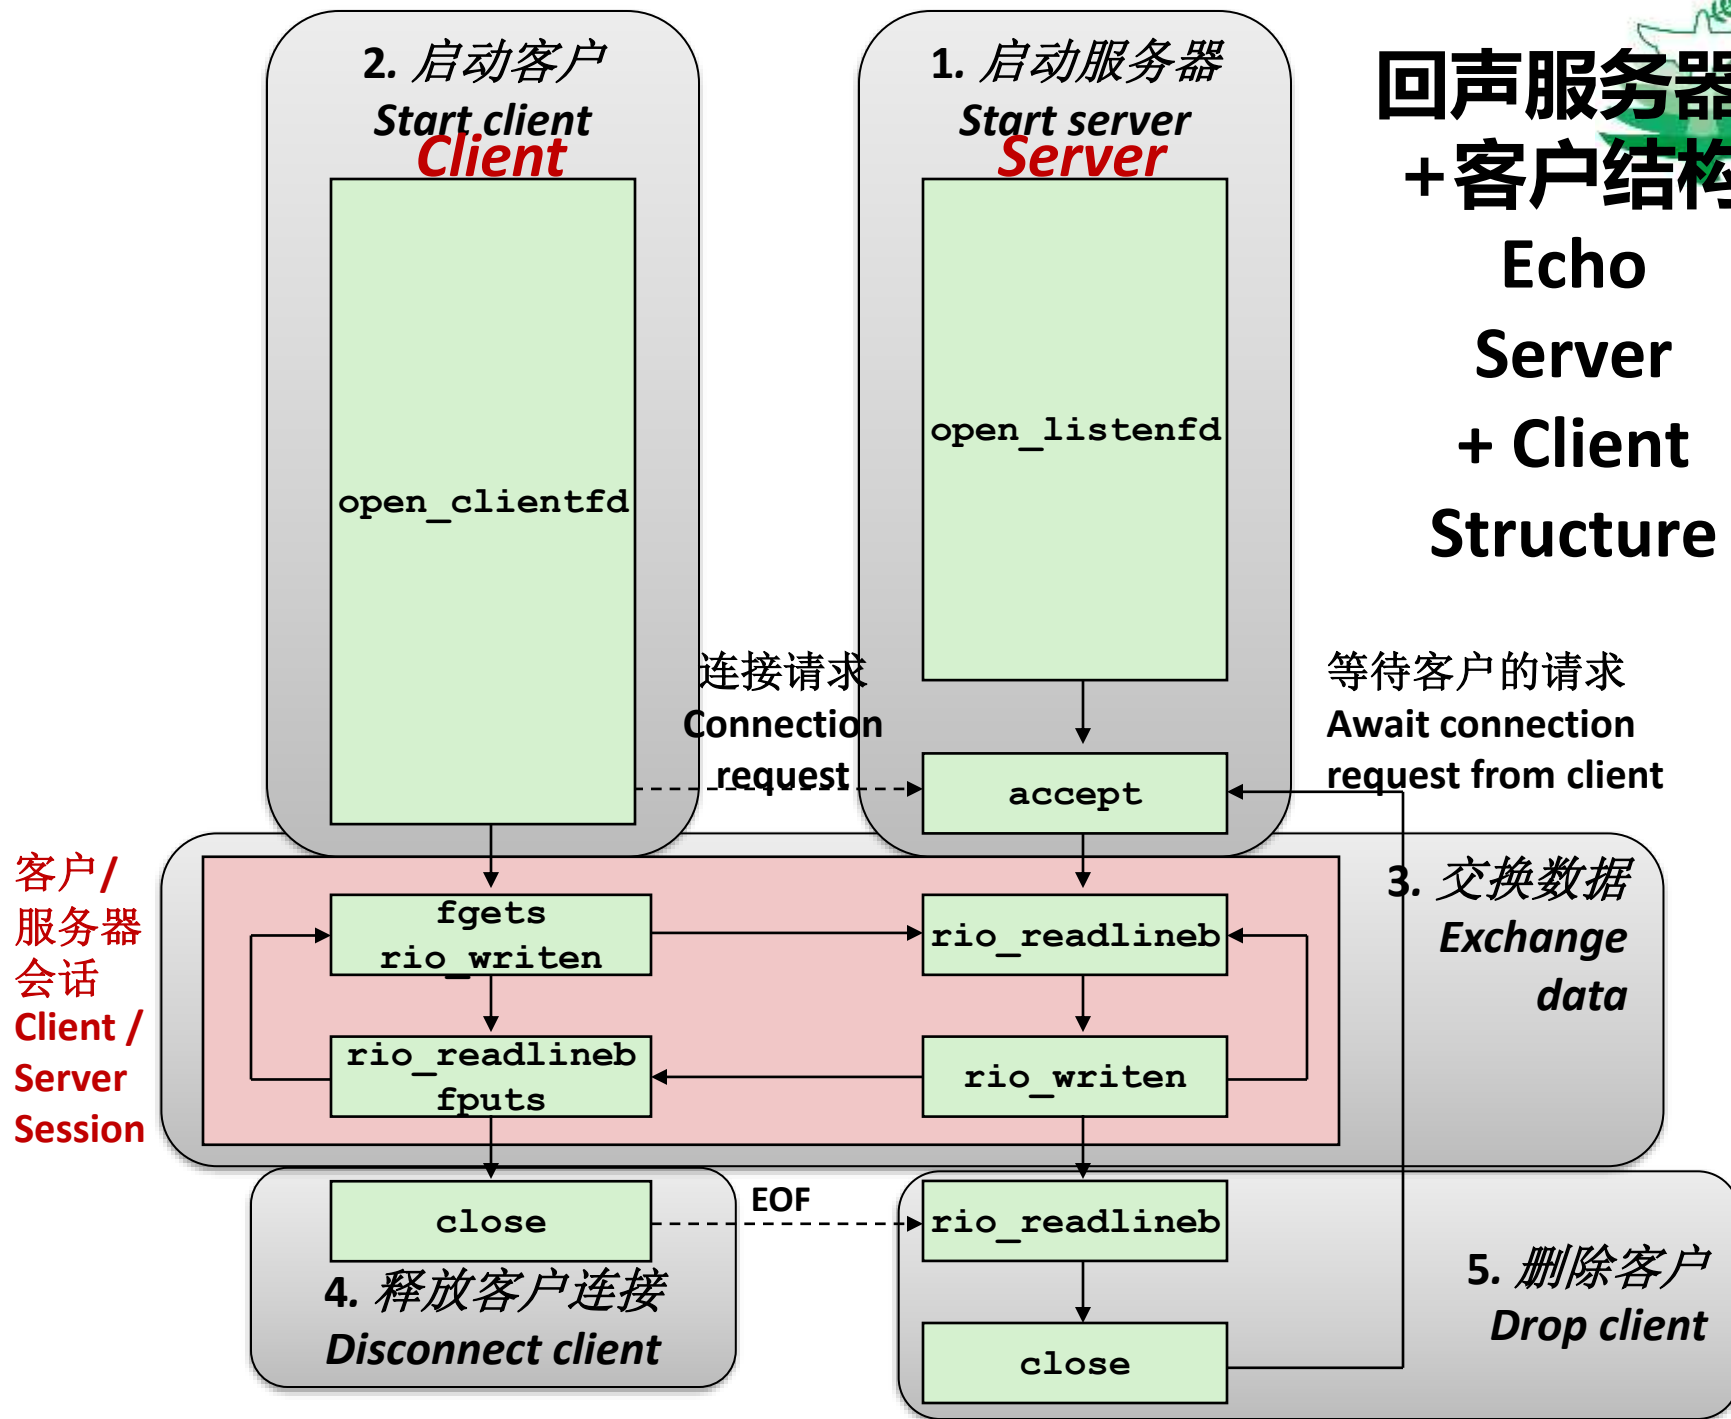 2. 启动客户
Start client
Client
open_clientfd
1. 启动服务器
Start server
Server
open_listenfd
回声服务器
+客户结构
Echo
Server
+ Client
Structure
连接请求
Connection
request
accept
等待客户的请求
Await connection
request from client
客户/
服务器
会话
Client /
Server
Session
fgets
rio_writen
rio_readlineb
rio_readlineb
fputs
rio_writen
3. 交换数据
Exchange
data
close
EOF
rio_readlineb
4. 释放客户连接
Disconnect client
close
5. 删除客户
Drop client